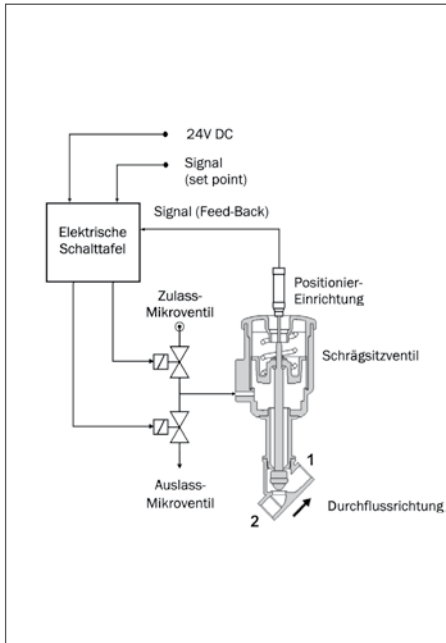 24V DC
Signal
(set point)
Signal (Feed-Back)
Elektrische
Schalttafel
Positionier-
Einrichtung
Zulass-
Mikroventil
Schrägsitzventil
1
Auslass-
Mikroventil
2
Durchflussrichtung